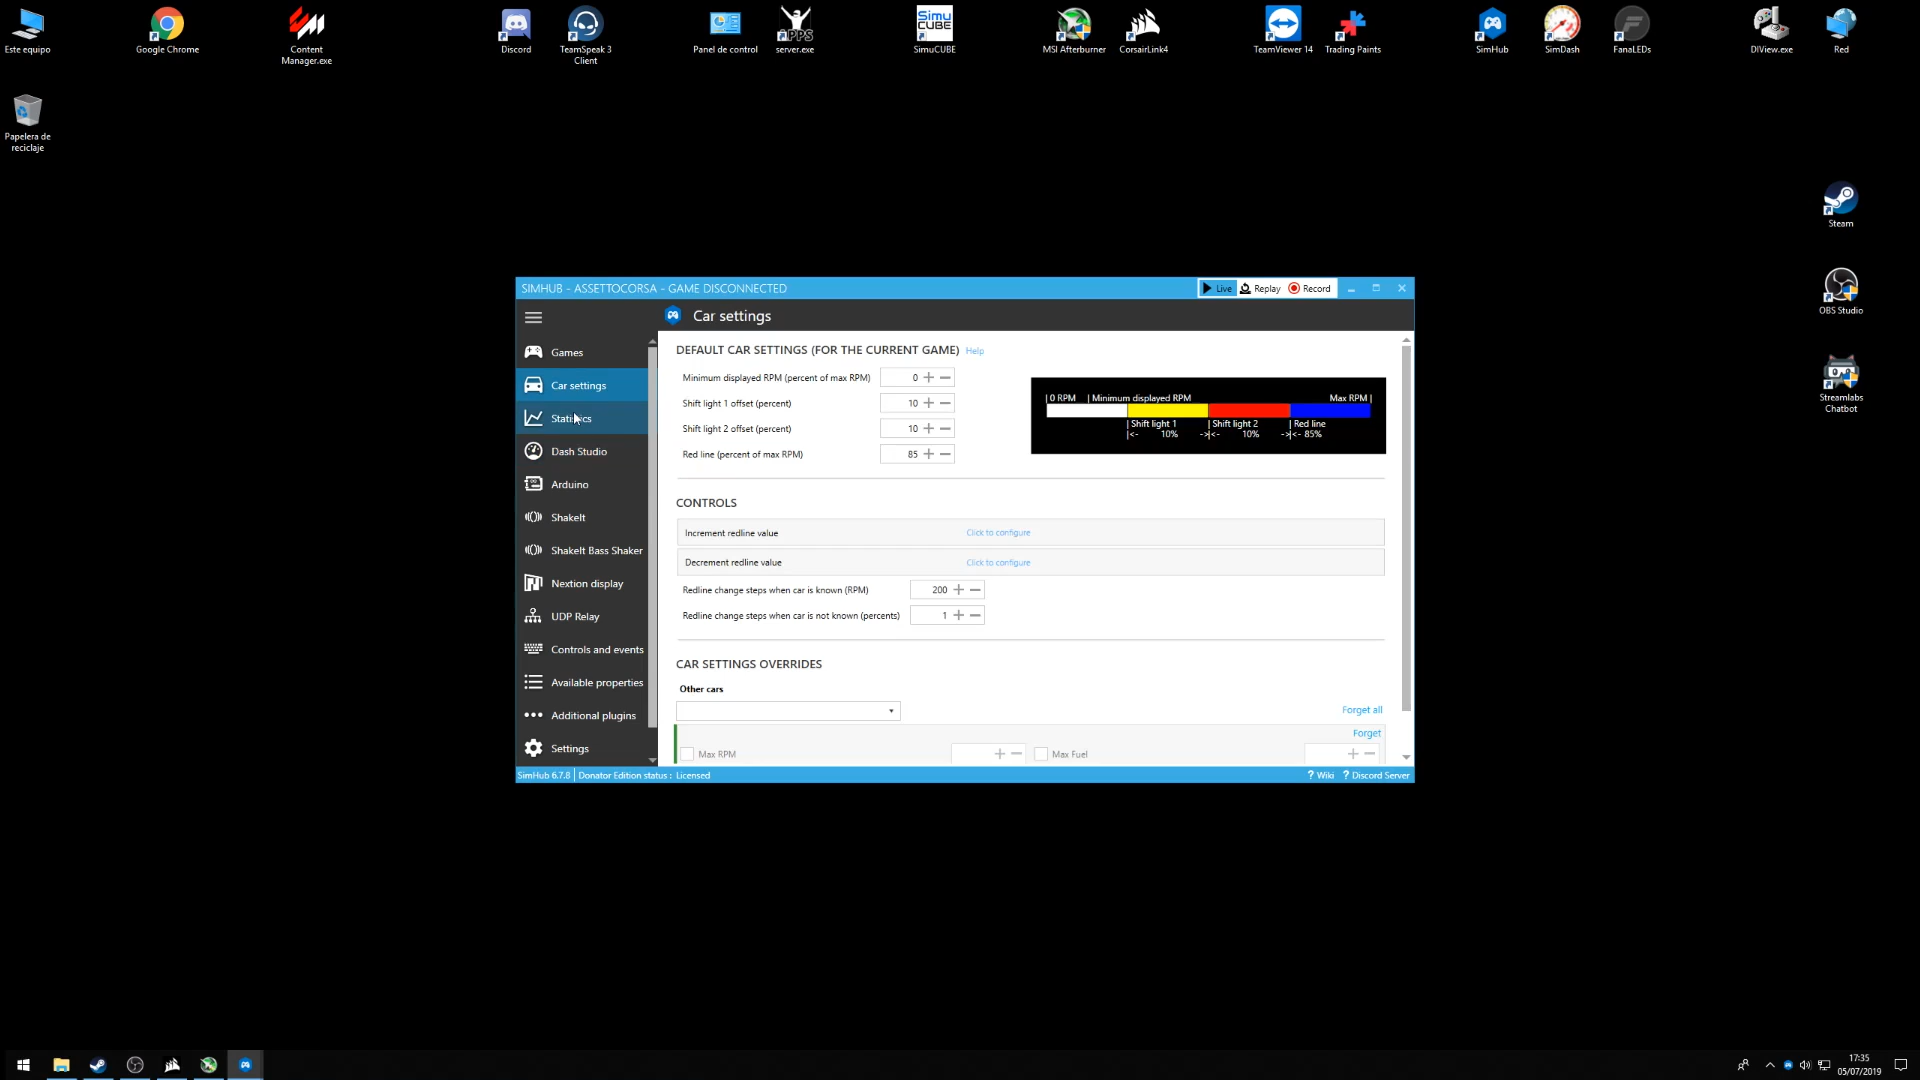 Este equipo
Google Chrome
Content
Manager.exe
Discord
TeamSpeak 3
Client
Panel de control
APPS
server.exe
Simu
CUBE
SimuCUBE
MSI Afterburner
CorsairLink4
TeamViewer 14
Trading Paints
SimHub
SimDash
FanaLEDs
DIView.exe
Red
Papelera de
reciclaje
Steam
OBS Studio
Streamlabs
Chatbot
SIMHUB - ASSETTOCORSA - GAME DISCONNECTED
Live
Replay
Record
Car settings
Games
Car settings
Statistics
Dash Studio
Arduino
ShakeIt
ShakeIt Bass Shaker
Nextion display
UDP Relay
Controls and events
Available properties
Additional plugins
Settings
DEFAULT CAR SETTINGS (FOR THE CURRENT GAME) Help
Minimum displayed RPM (percent of max RPM) 0
Shift light 1 offset (percent) 10
Shift light 2 offset (percent) 10
Red line (percent of max RPM) 85
|0 RPM |Minimum displayed RPM Max RPM|
|Shift light 1 |Shift light 2 |Red line
|<- 10% ->|<- 10% ->|<- 85%
CONTROLS
Increment redline value Click to configure
Decrement redline value Click to configure
Redline change steps when car is known (RPM) 200
Redline change steps when car is not known (percents) 1
CAR SETTINGS OVERRIDES
Other cars
Forget all
Forget
Max RPM
Max Fuel
SimHub 6.7.8 | Donator Edition status : Licensed
? Wiki ? Discord Server
17:35
05/07/2019